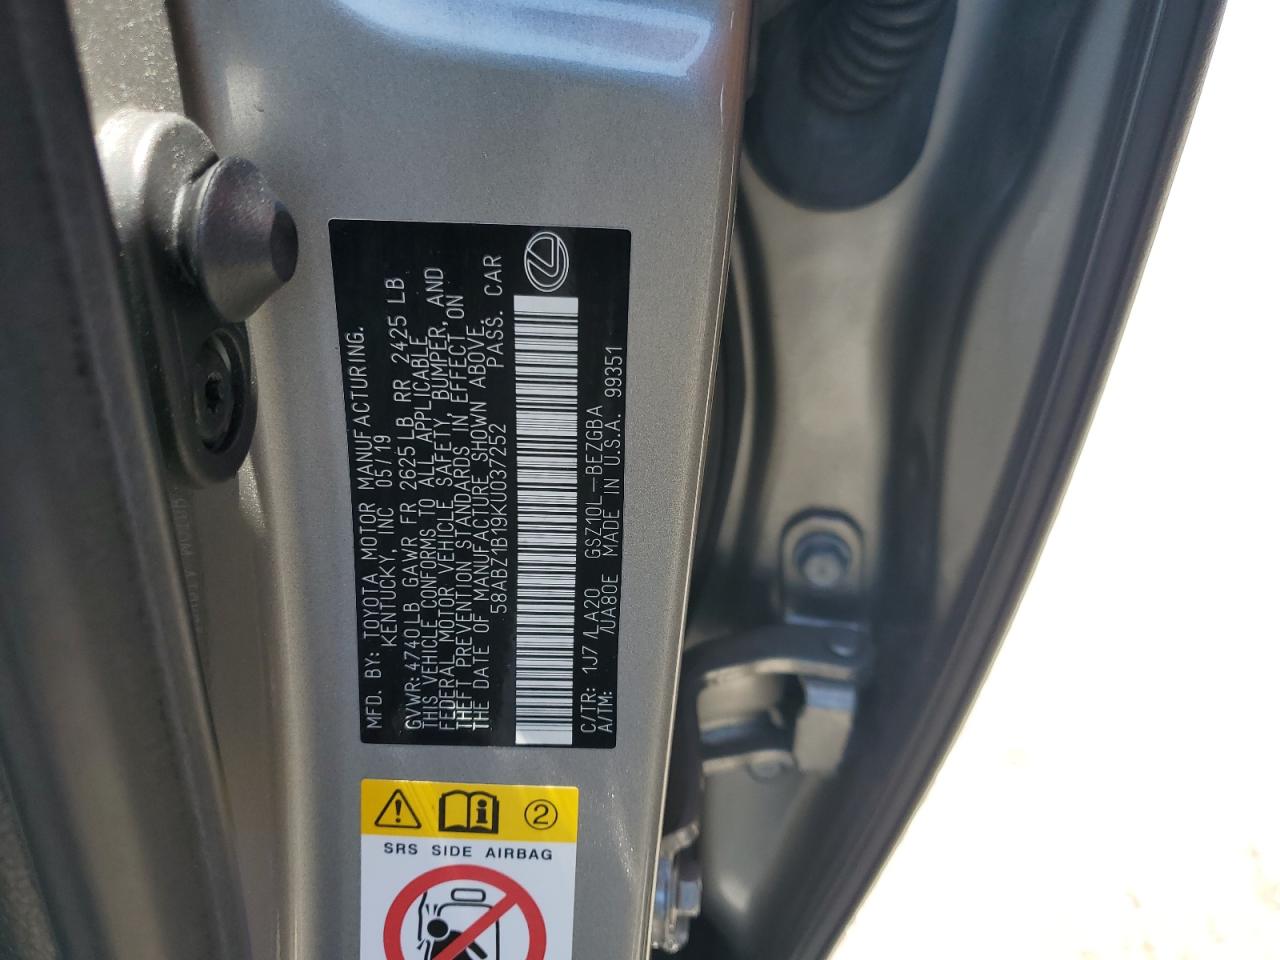 MFD. BY: TOYOTA MOTOR MANUFACTURING.
KENTUCKY, INC 05/19
GVWR: 4740LB GAWR FR 2625LB RR 2425 LB
THIS VEHICLE CONFORMS TO ALL APPLICABLE
FEDERAL MOTOR VEHICLE SAFETY, BUMPER, AND
THEFT PREVENTION STANDARDS IN EFFECT ON
THE DATE OF MANUFACTURE SHOWN ABOVE.
58ABZ1B19KU037252 PASS. CAR
C/TR: 1J7/LA20 GSZ10L-BEZGBA
A/TM: /UA80E MADE IN U.S.A. 99351
2
SRS SIDE AIRBAG